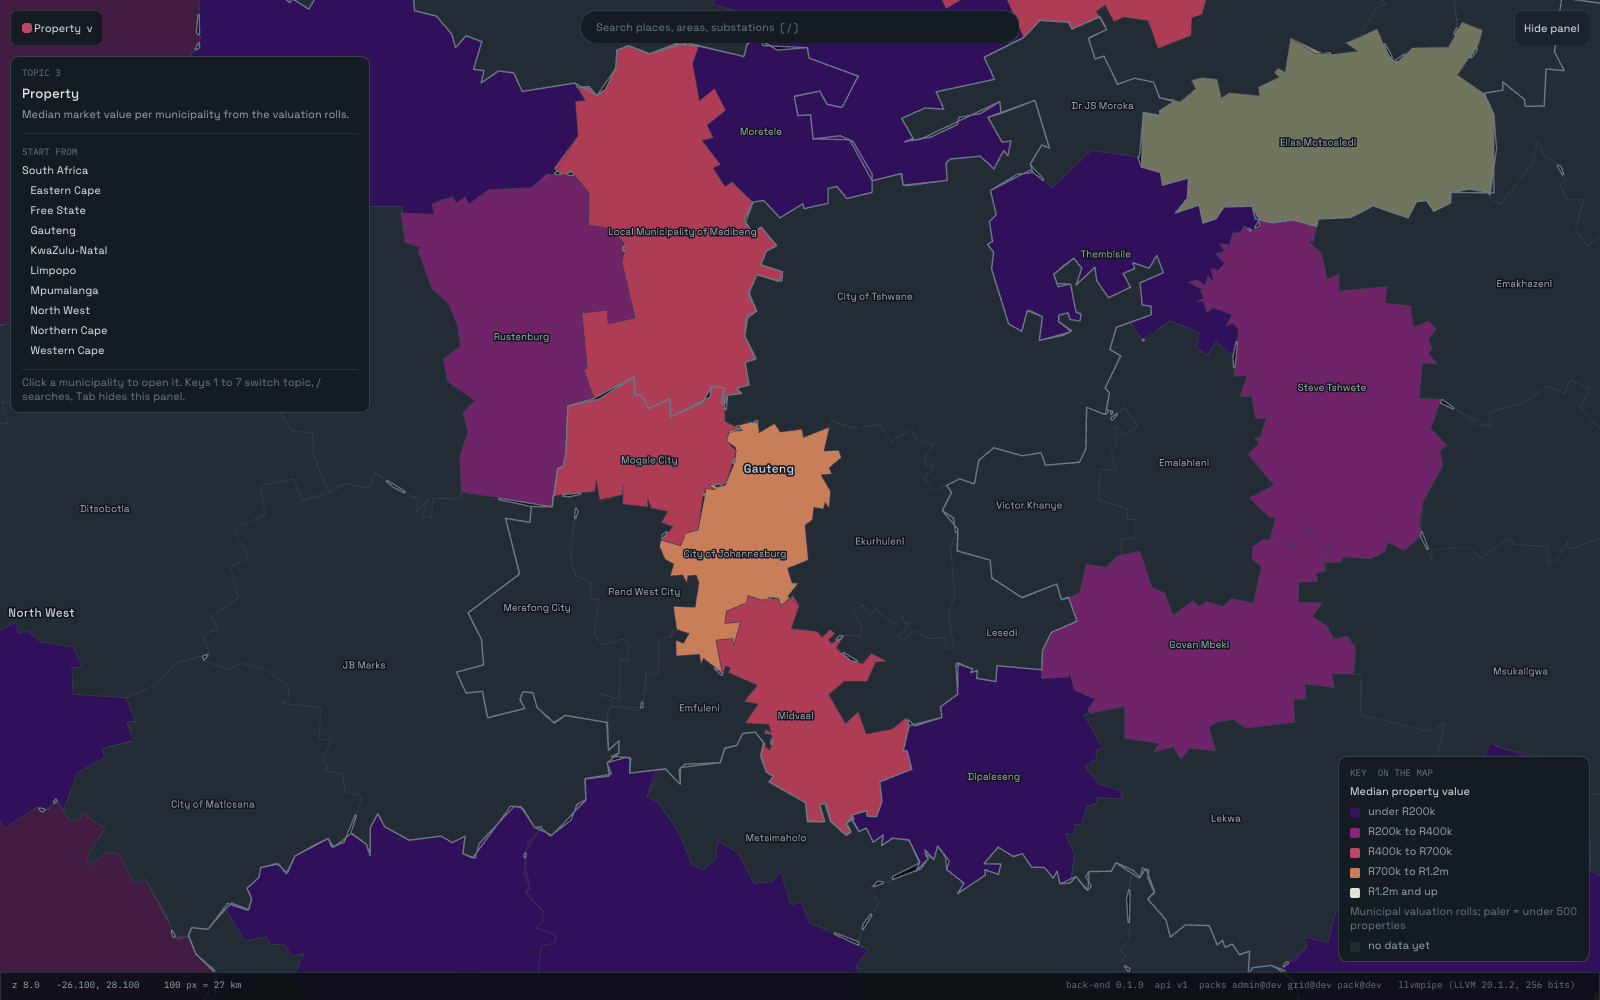 Property v
Search places, areas, substations (/)
Hide panel
TOPIC 3
Property
Median market value per municipality from the valuation rolls.
START FROM
South Africa
Eastern Cape
Free State
Gauteng
KwaZulu-Natal
Limpopo
Mpumalanga
North West
Northern Cape
Western Cape
Click a municipality to open it. Keys 1 to 7 switch topic, /
searches, Tab hides this panel.
Dr JS Moroka
Moretele
Elias Motsoaledi
Local Municipality of Madibeng
Thembisile
Emakhazeni
City of Tshwane
Rustenburg
Steve Tshwete
Mogale City
Gauteng
Emalahleni
Ditsobotla
Victor Khanye
Ekurhuleni
City of Johannesburg
Rand West City
Merafong City
North West
Lesedi
Govan Mbeki
JB Marks
Msukaligwa
Emfuleni
Midvaal
Dipaleseng
City of Matlosana
Metsimaholo
Lekwa
KEY ON THE MAP
Median property value
under R200k
R200k to R400k
R400k to R700k
R700k to R1.2m
R1.2m and up
Municipal valuation rolls; paler = under 500
properties
no data yet
z 8.0 -26.100, 28.100 100 px = 27 km
back-end 0.1.0 api v1 packs admin@dev grid@dev pack@dev llvmpipe (LLVM 20.1.2, 256 bits)